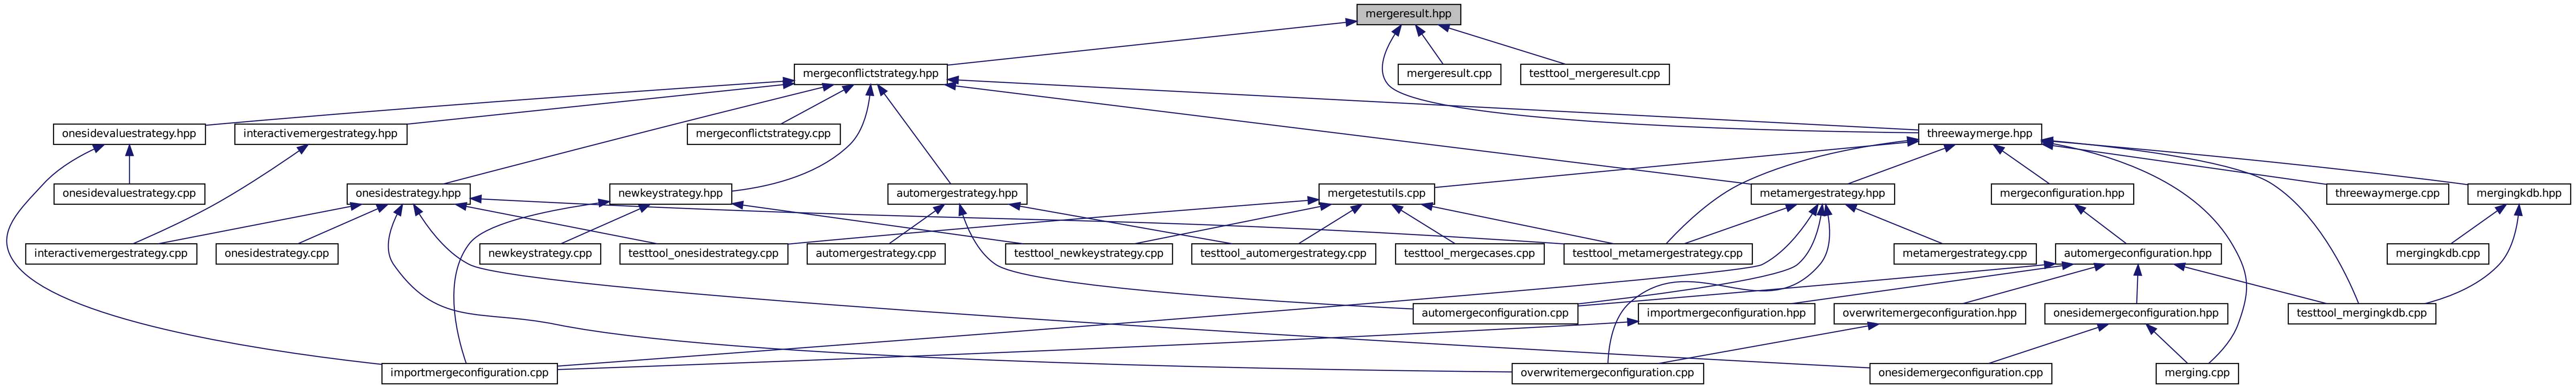 mergeresult.hpp
mergeconflictstrategy.hpp
mergeresult.cpp
testtool_mergeresult.cpp
onesidevaluestrategy.hpp
interactivemergestrategy.hpp
mergeconflictstrategy.cpp
threewaymerge.hpp
onesidevaluestrategy.cpp
onesidestrategy.hpp
newkeystrategy.hpp
automergestrategy.hpp
mergetestutils.cpp
metamergestrategy.hpp
mergeconfiguration.hpp
threewaymerge.cpp
mergingkdb.hpp
interactivemergestrategy.cpp
onesidestrategy.cpp
newkeystrategy.cpp
testtool_onesidestrategy.cpp
automergestrategy.cpp
testtool_newkeystrategy.cpp
testtool_automergestrategy.cpp
testtool_mergecases.cpp
testtool_metamergestrategy.cpp
metamergestrategy.cpp
automergeconfiguration.hpp
mergingkdb.cpp
automergeconfiguration.cpp
importmergeconfiguration.hpp
overwritemergeconfiguration.hpp
onesidemergeconfiguration.hpp
testtool_mergingkdb.cpp
importmergeconfiguration.cpp
overwritemergeconfiguration.cpp
onesidemergeconfiguration.cpp
merging.cpp